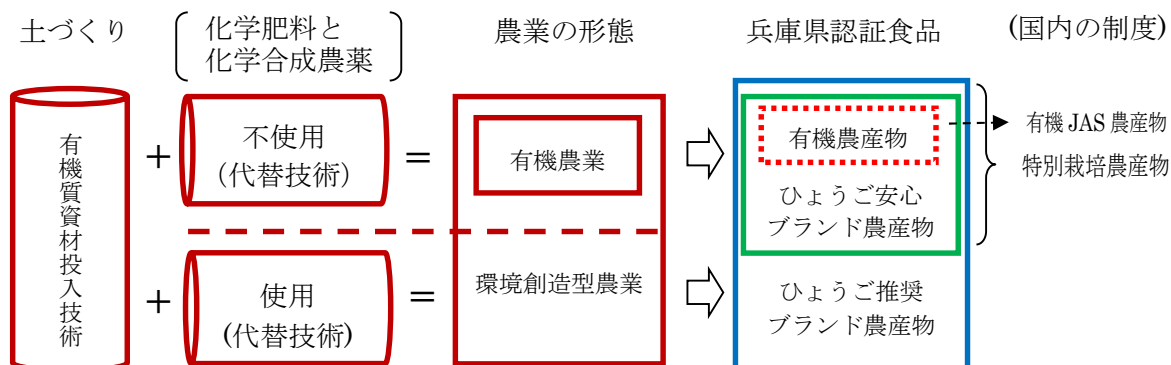 土づくり
化学肥料と
化学合成農薬
農業の形態
兵庫県認証食品
(国内の制度)
有機質資材投入技術
+
不使用
(代替技術)
=
有機農業
有機農産物
有機 JAS 農産物
特別栽培農産物
ひょうご安心
ブランド農産物
+
使用
(代替技術)
=
環境創造型農業
ひょうご推奨
ブランド農産物